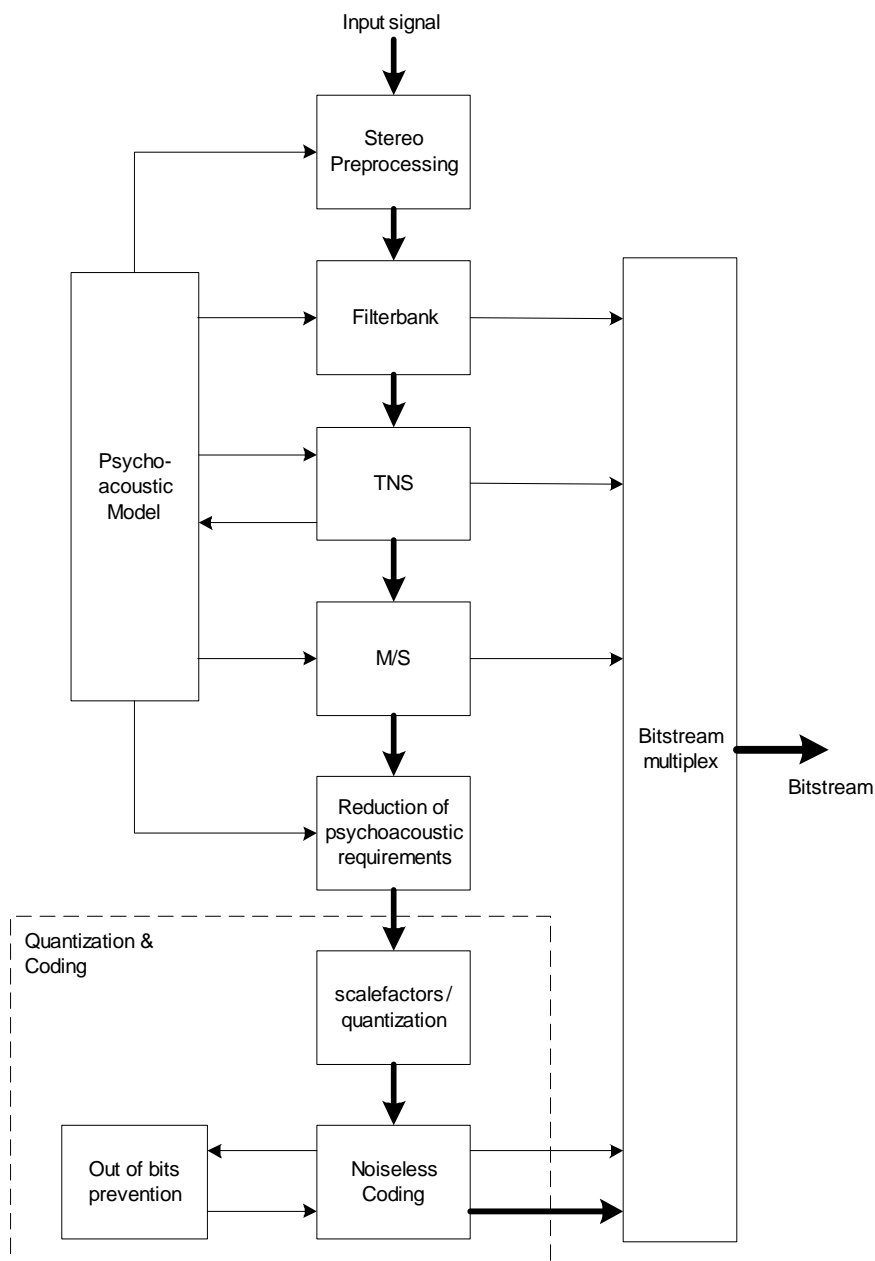 Input signal
Stereo
Preprocessing
Filterbank
Psycho-
acoustic
Model
TNS
M/S
Bitstream
multiplex
Bitstream
Reduction of
psychoacoustic
requirements
Quantization &
Coding
scalefactors /
quantization
Out of bits
prevention
Noiseless
Coding